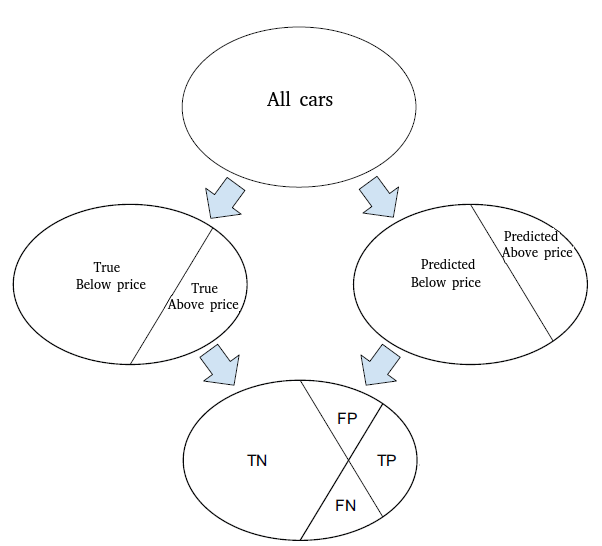 All cars
True
Below price
True
Above price
Predicted
Below price
Predicted
Above price
TN
FP
TP
FN